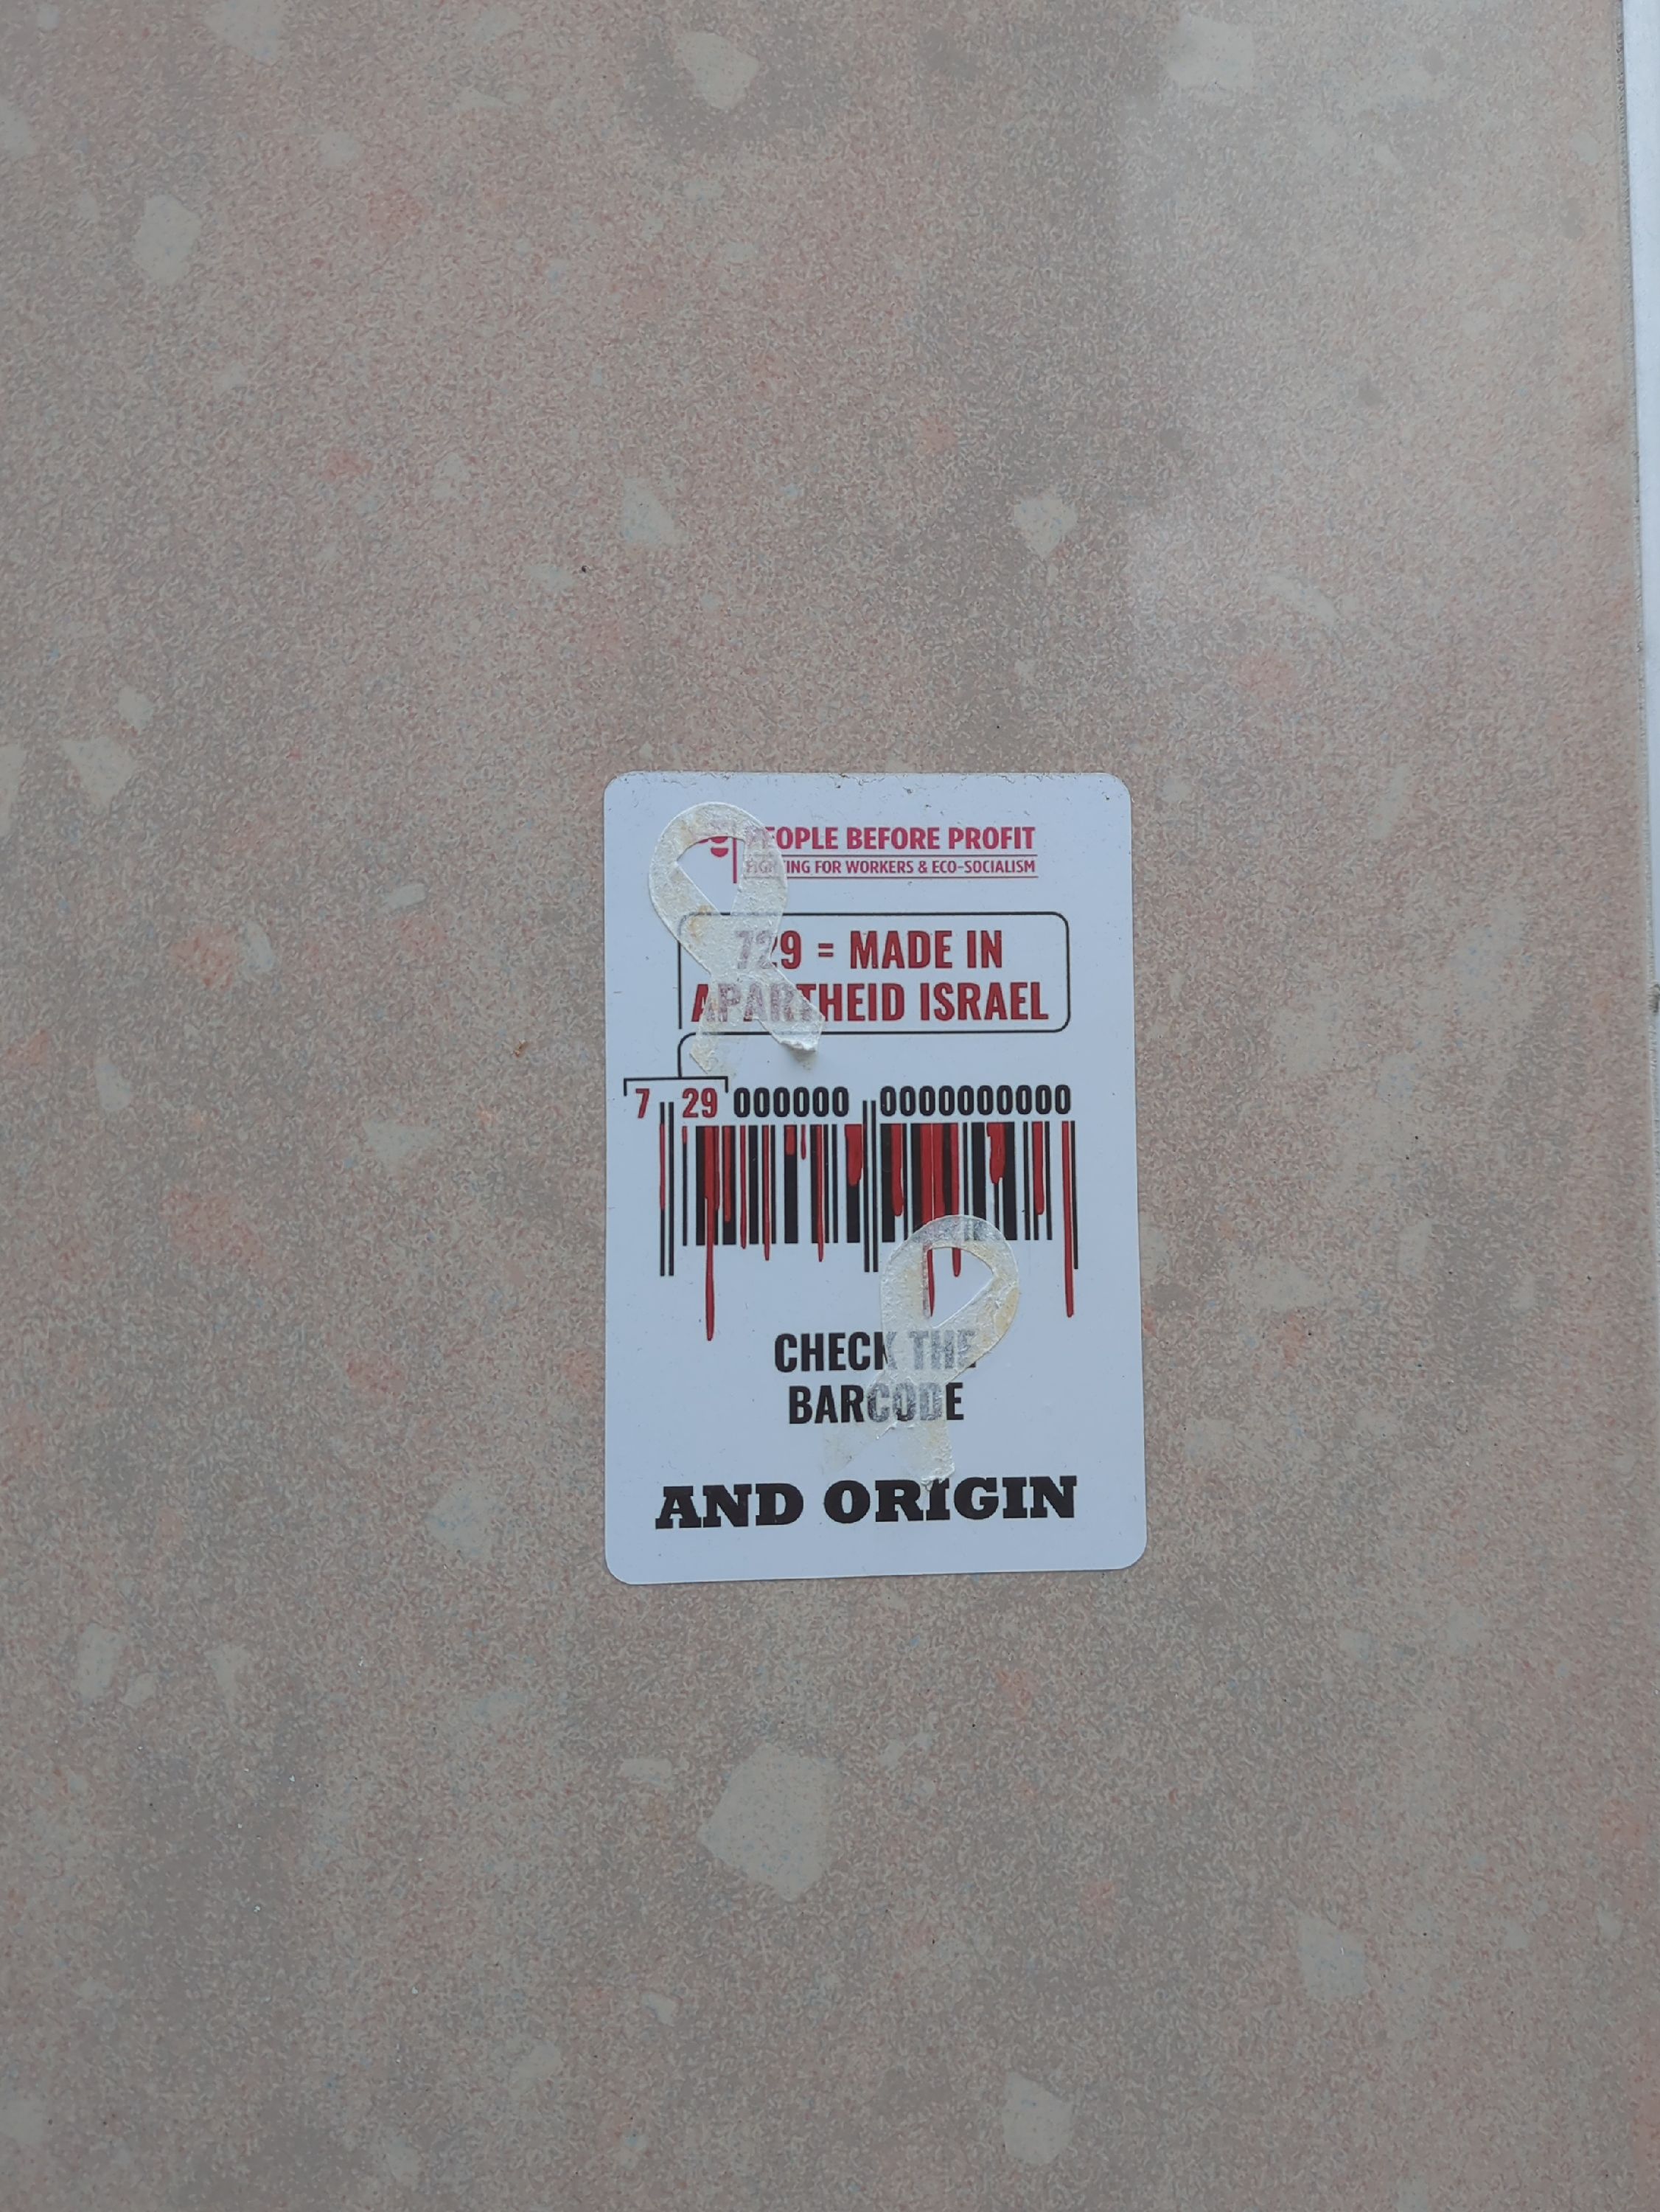 PEOPLE BEFORE PROFIT
FIGHTING FOR WORKERS & ECO-SOCIALISM
729 = MADE IN
APARTHEID ISRAEL
7 29 000000 0000000000
CHECK THE
BARCODE
AND ORIGIN